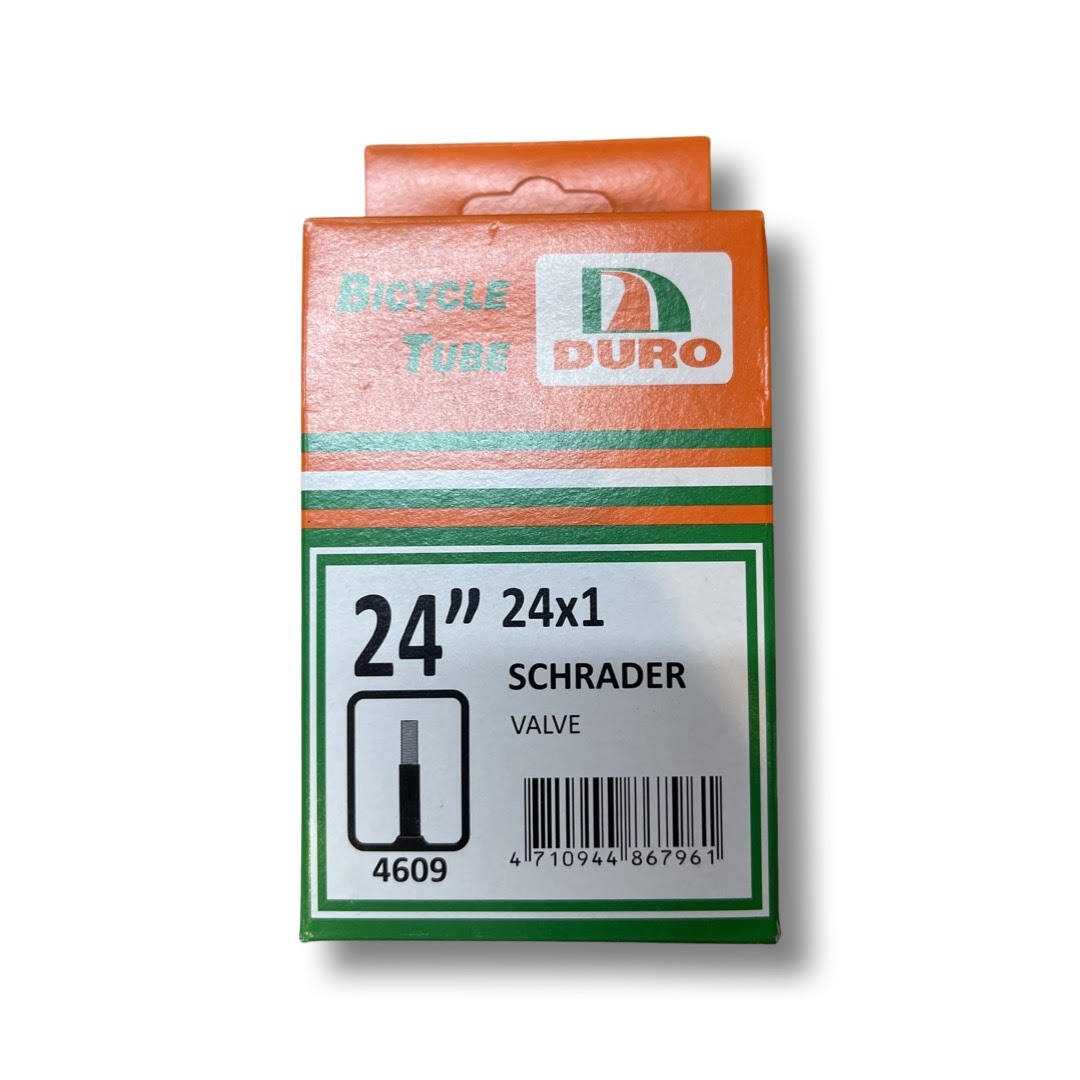 BICYCLE
TUBE
DURO
24” 24x1
SCHRADER
VALVE
4609
4 710944 867961